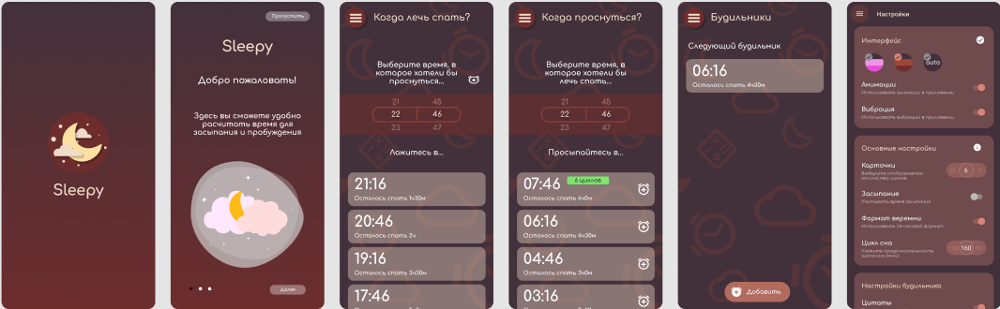 Sleepy
Пропустить
Sleepy
Добро пожаловать!
Здесь вы сможете удобно
расчитать время для
засыпания и пробуждения
Далее
Когда лечь спать?
Выберите время, в
которое хотели бы
проснуться...
21 45
22 46
23 47
Ложитесь в...
21:16
Осталось спать 1ч30м
20:46
Осталось спать 2ч
19:16
Осталось спать 3ч30м
17:46
Когда проснуться?
Выберите время, в
которое хотели бы
лечь спать...
21 45
22 46
23 47
Просыпайтесь в...
07:46 6 циклов
Осталось спать 6ч0м
06:16
Осталось спать 4ч30м
04:46
Осталось спать 3ч0м
03:16
Будильники
Следующий будильник
06:16
Осталось спать 4ч30м
Добавить
Настройки
Интерфейс
auto
Анимации
Использовать анимации в приложении
Вибрация
Использовать вибрацию в приложении
Основные настройки
Карточки
Выберите отображаемое
количество циклов
6
Засыпание
Учитывать время засыпания
Формат веремни
Использовать 24 часовой формат
Цикл сна
Укажите продолжительность
цикла сна (мин)
160
Настройки будильника
Цитаты